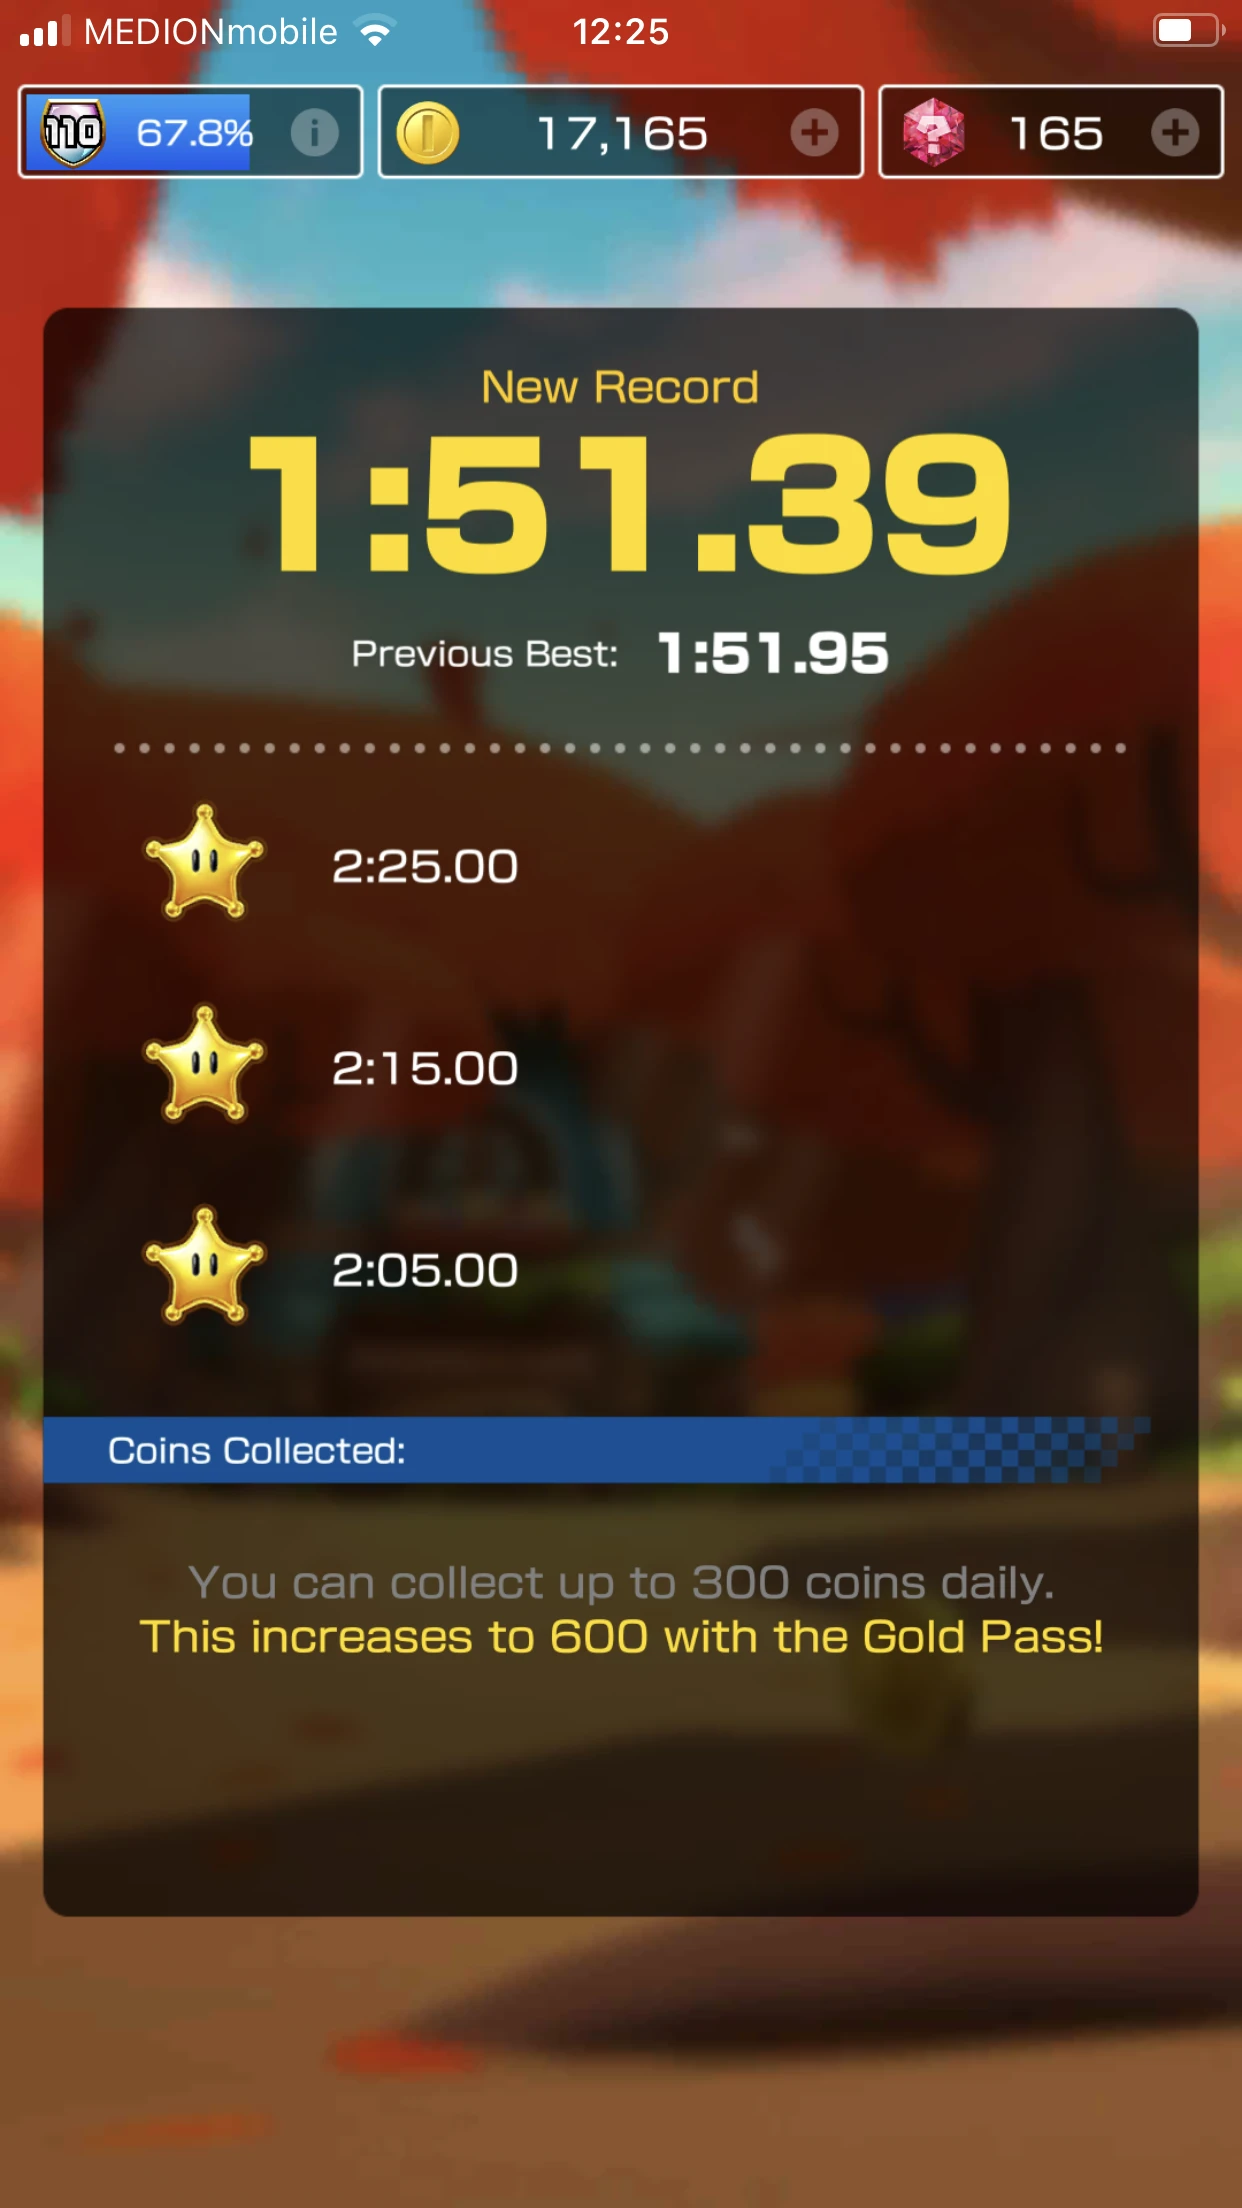 MEDIONmobile 12:25
110 67.8% i 17,165 + ? 165 +
New Record
1:51.39
Previous Best: 1:51.95
2:25.00
2:15.00
2:05.00
Coins Collected:
You can collect up to 300 coins daily.
This increases to 600 with the Gold Pass!